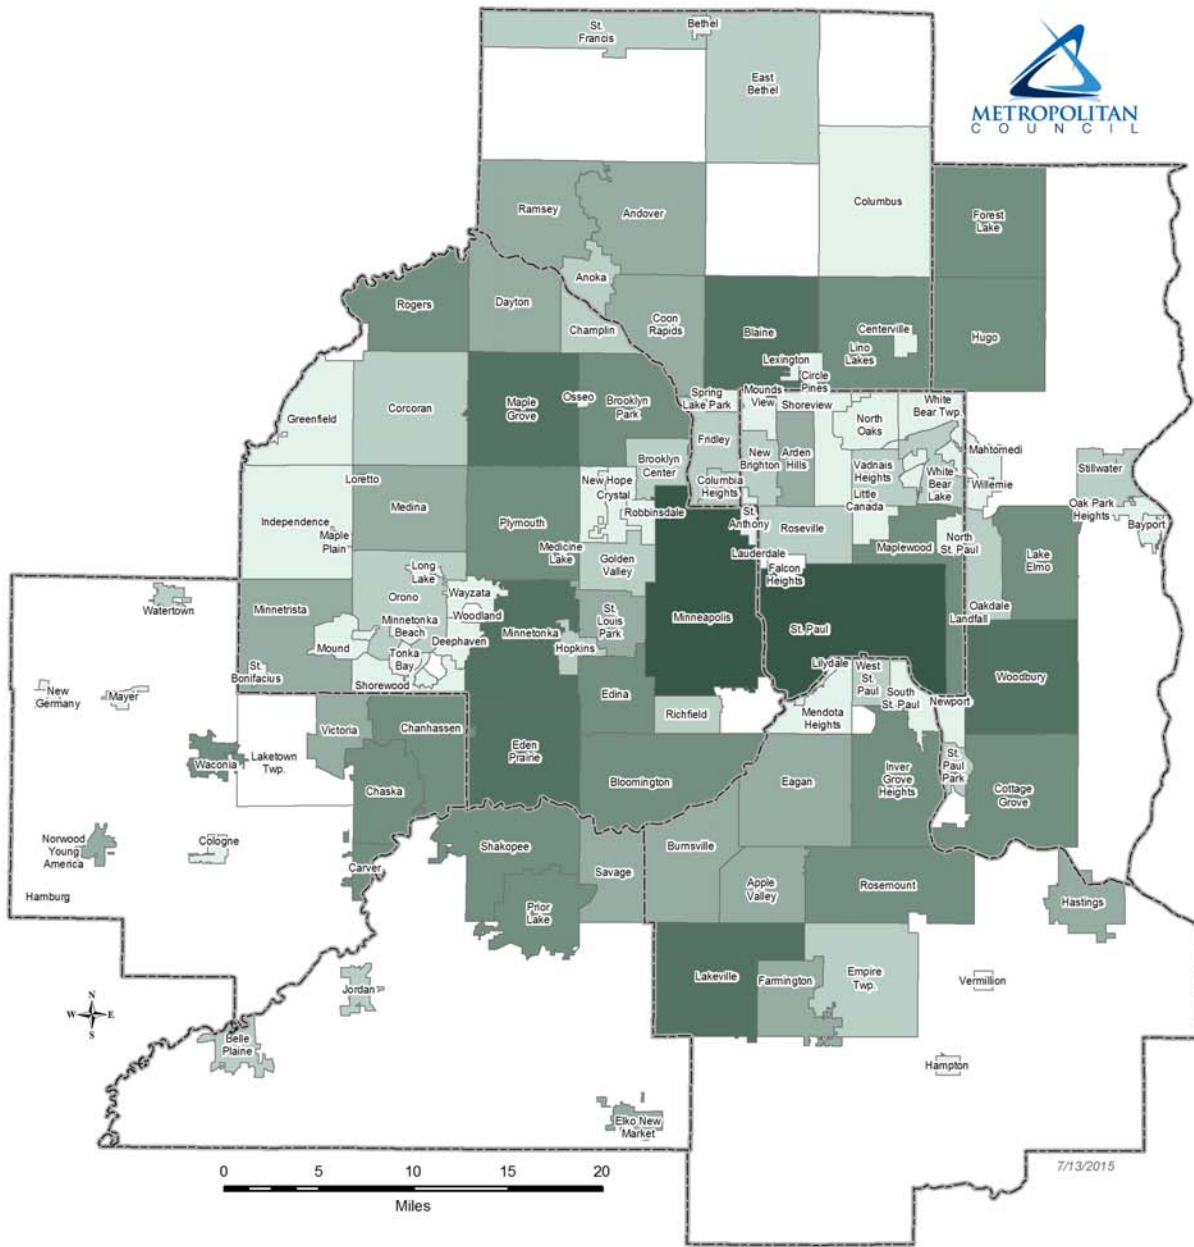 St.
Francis
Bethel
East
Bethel
METROPOLITAN
COUNCIL
Ramsey
Andover
Columbus
Forest
Lake
Anoka
Rogers
Dayton
Champlin
Coon
Rapids
Blaine
Centerville
Lino
Lakes
Hugo
Lexington
Circle
Pines
Greenfield
Corcoran
Maple
Grove
Osseo
Brooklyn
Park
Spring
Lake Park
Mounds
View
Shoreview
North
Oaks
White
Bear Twp.
Fridley
New
Brighton
Arden
Hills
Mahtomedi
Brooklyn
Center
Columbia
Heights
Vadnais
Heights
White
Bear
Lake
Willernie
Stillwater
Loretto
New Hope
Crystal
Little
Canada
Oak Park
Heights
Bayport
Independence
Maple
Plain
Medina
Plymouth
Robbinsdale
St.
Anthony
Roseville
Medicine
Lake
Golden
Valley
Lauderdale
Falcon
Heights
Maplewood
North
St. Paul
Lake
Elmo
Long
Lake
Wayzata
Watertown
Minnetrista
Orono
Minnetonka
Beach
Woodland
Deephaven
Minnetonka
St.
Louis
Park
Hopkins
Minneapolis
St. Paul
Oakdale
Landfall
Mound
Tonka
Bay
Shorewood
St.
Bonifacius
Lilydale
West
St.
Paul
South
St. Paul
Newport
Woodbury
New
Germany
Mayer
Victoria
Chanhassen
Edina
Richfield
Mendota
Heights
Waconia
Laketown
Twp.
Eden
Prairie
Chaska
Bloomington
Eagan
Inver
Grove
Heights
St.
Paul
Park
Cottage
Grove
Norwood
Young
America
Cologne
Carver
Shakopee
Savage
Burnsville
Apple
Valley
Rosemount
Hamburg
Prior
Lake
Hastings
Lakeville
Farmington
Empire
Twp.
Vermillion
Jordan
N
W E
S
Belle
Plaine
Hampton
Elko New
Market
7/13/2015
0 5 10 15 20
Miles